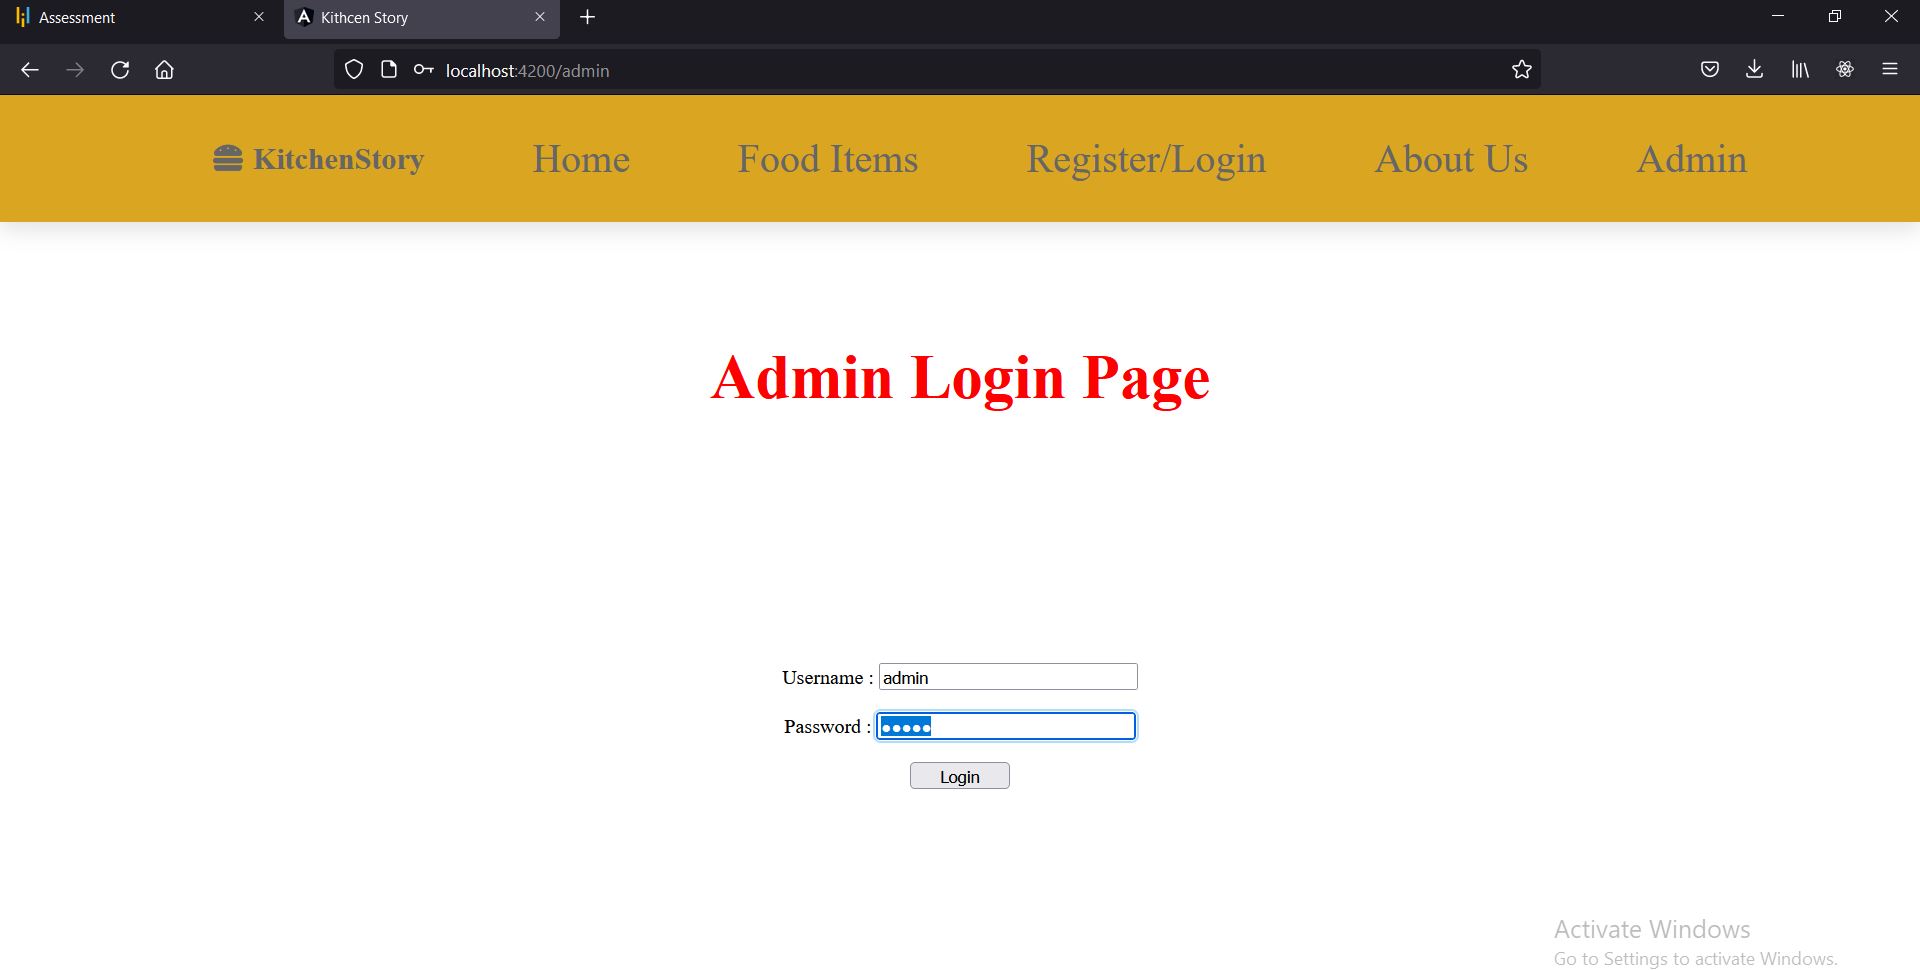 Assessment
Kithcen Story
localhost:4200/admin
KitchenStory Home Food Items Register/Login About Us Admin
Admin Login Page
Username : admin
Password :
Login
Activate Windows
Go to Settings to activate Windows.